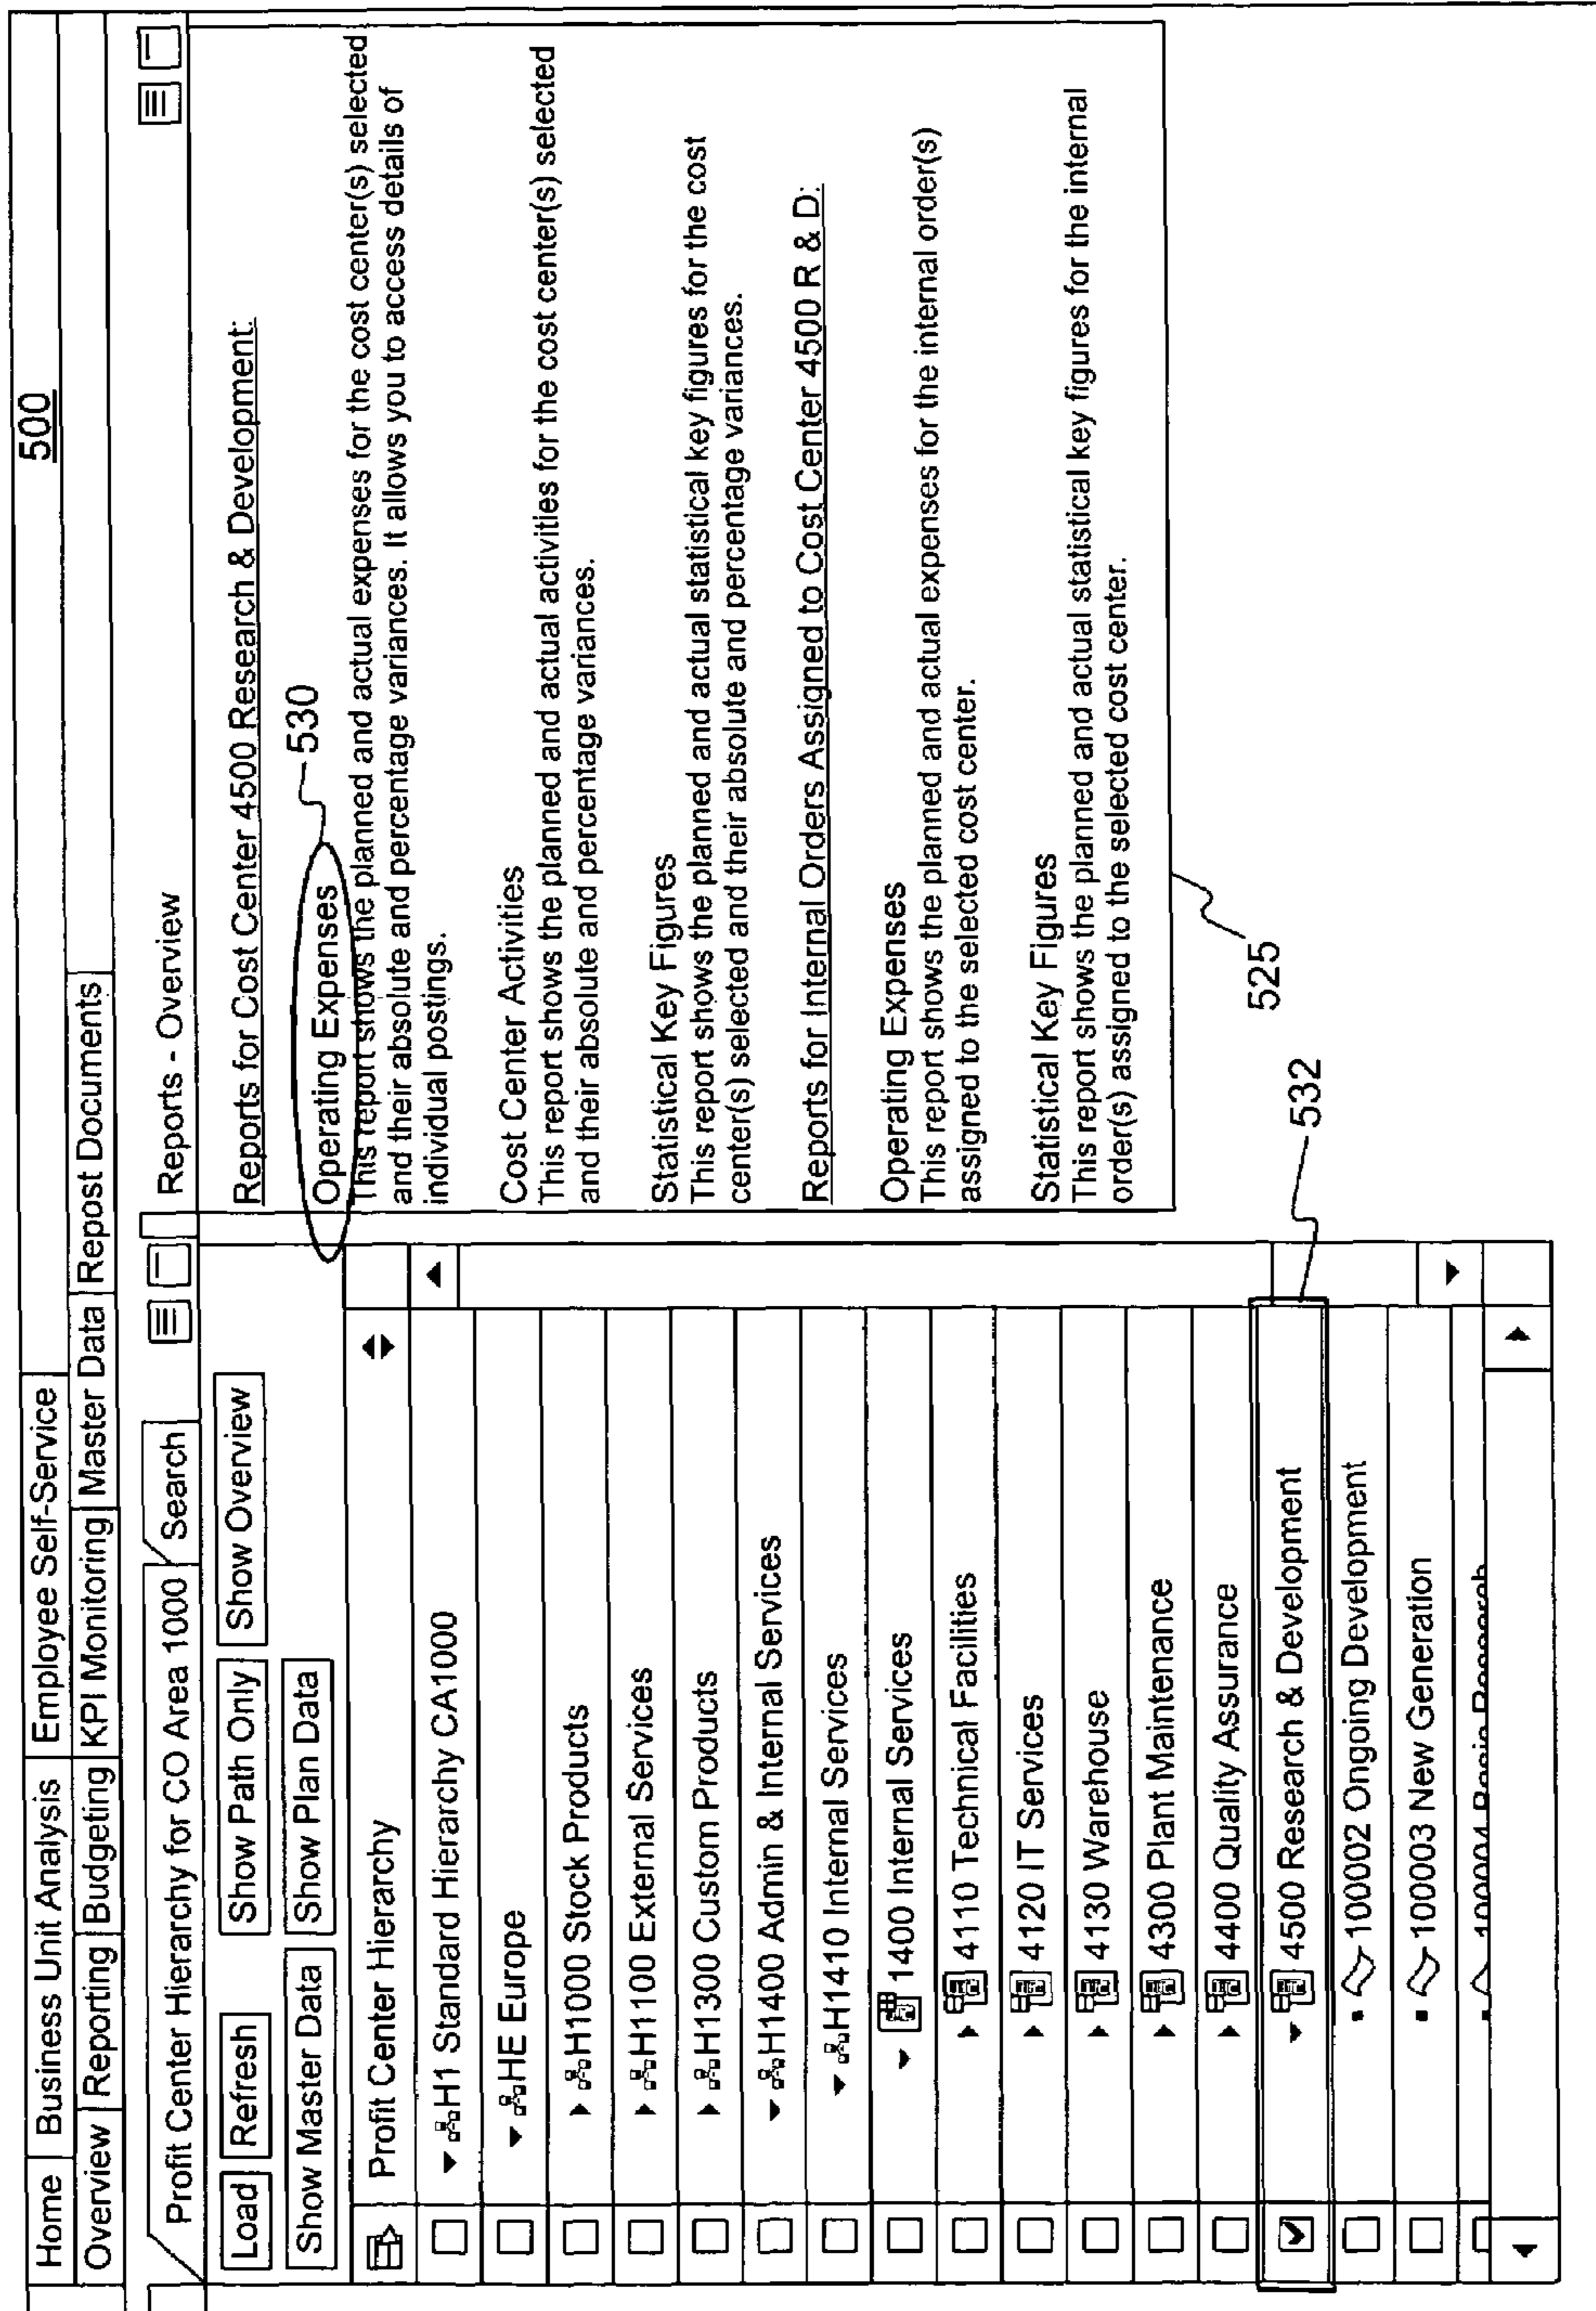 500
Home Business Unit Analysis Employee Self-Service
Overview Reporting Budgeting KPI Monitoring Master Data Repost Documents
Profit Center Hierarchy for CO Area 1000 Search
Load Refresh Show Path Only Show Overview
Show Master Data Show Plan Data
Profit Center Hierarchy
H1 Standard Hierarchy CA1000
HE Europe
H1000 Stock Products
H1100 External Services
H1300 Custom Products
H1400 Admin & Internal Services
H1410 Internal Services
1400 Internal Services
4110 Technical Facilities
4120 IT Services
4130 Warehouse
4300 Plant Maintenance
4400 Quality Assurance
4500 Research & Development
100002 Ongoing Development
100003 New Generation
100004 Basic Research
532
Reports - Overview
Reports for Cost Center 4500 Research & Development:
530
Operating Expenses
This report shows the planned and actual expenses for the cost center(s) selected
and their absolute and percentage variances. It allows you to access details of
individual postings.
Cost Center Activities
This report shows the planned and actual activities for the cost center(s) selected
and their absolute and percentage variances.
Statistical Key Figures
This report shows the planned and actual statistical key figures for the cost
center(s) selected and their absolute and percentage variances.
Reports for Internal Orders Assigned to Cost Center 4500 R & D:
Operating Expenses
This report shows the planned and actual expenses for the internal order(s)
assigned to the selected cost center.
Statistical Key Figures
This report shows the planned and actual statistical key figures for the internal
order(s) assigned to the selected cost center.
525